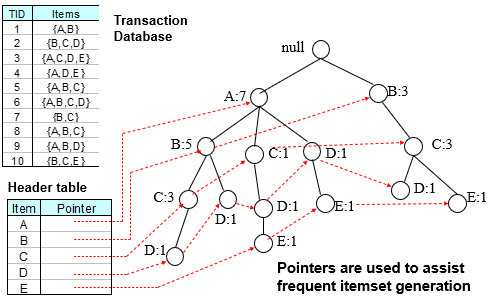 TID Items
1 {A,B}
2 {B,C,D}
3 {A,C,D,E}
4 {A,D,E}
5 {A,B,C}
6 {A,B,C,D}
7 {B,C}
8 {A,B,C}
9 {A,B,D}
10 {B,C,E}
Transaction
Database
null
A:7
B:3
B:5
C:1
D:1
C:3
C:3
D:1
D:1
E:1
D:1
E:1
D:1
E:1
Header table
Item Pointer
A
B
C
D
E
Pointers are used to assist
frequent itemset generation